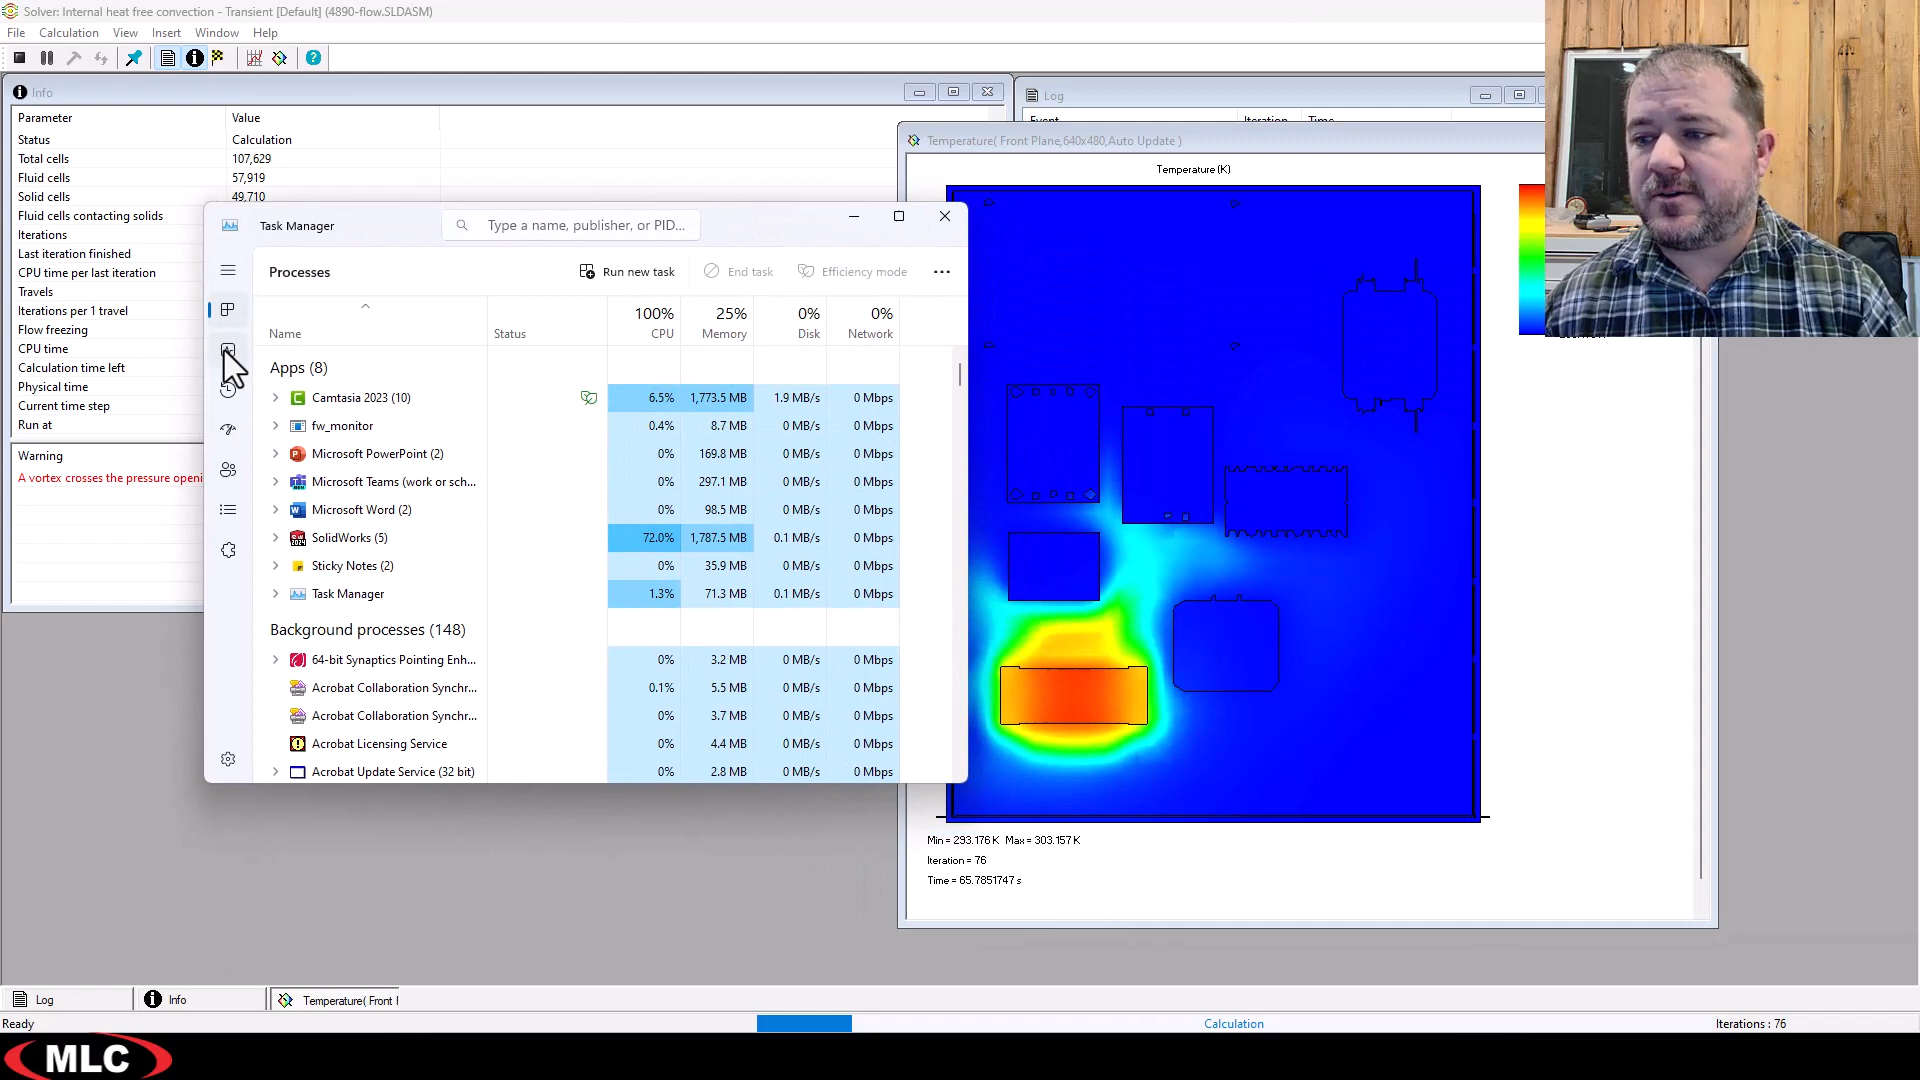 Solver: Internal heat free convection - Transient [Default] (4890-flow.SLDASM)
File Calculation View Insert Window Help
Info
Parameter Value
Status Calculation
Total cells 107,629
Fluid cells 57,919
Solid cells 49,710
Fluid cells contacting solids
Iterations
Last iteration finished
CPU time per last iteration
Travels
Iterations per 1 travel
Flow freezing
CPU time
Calculation time left
Physical time
Current time step
Run at
Warning
A vortex crosses the pressure openi
Task Manager
Type a name, publisher, or PID...
Processes
Run new task End task Efficiency mode
100% 25% 0% 0%
Name Status CPU Memory Disk Network
Apps (8)
Camtasia 2023 (10) 6.5% 1,773.5 MB 1.9 MB/s 0 Mbps
fw_monitor 0.4% 8.7 MB 0 MB/s 0 Mbps
Microsoft PowerPoint (2) 0% 169.8 MB 0 MB/s 0 Mbps
Microsoft Teams (work or sch... 0% 297.1 MB 0 MB/s 0 Mbps
Microsoft Word (2) 0% 98.5 MB 0 MB/s 0 Mbps
SolidWorks (5) 72.0% 1,787.5 MB 0.1 MB/s 0 Mbps
Sticky Notes (2) 0% 35.9 MB 0 MB/s 0 Mbps
Task Manager 1.3% 71.3 MB 0.1 MB/s 0 Mbps
Background processes (148)
64-bit Synaptics Pointing Enh... 0% 3.2 MB 0 MB/s 0 Mbps
Acrobat Collaboration Synchr... 0.1% 5.5 MB 0 MB/s 0 Mbps
Acrobat Collaboration Synchr... 0% 3.7 MB 0 MB/s 0 Mbps
Acrobat Licensing Service 0% 4.4 MB 0 MB/s 0 Mbps
Acrobat Update Service (32 bit) 0% 2.8 MB 0 MB/s 0 Mbps
Log
Event Iteration Time
Temperature( Front Plane,640x480,Auto Update )
Temperature (K)
Min = 293.176 K Max = 303.157 K
Iteration = 76
Time = 65.7851747 s
Log Info Temperature( Front I
Ready Calculation Iterations : 76
MLC